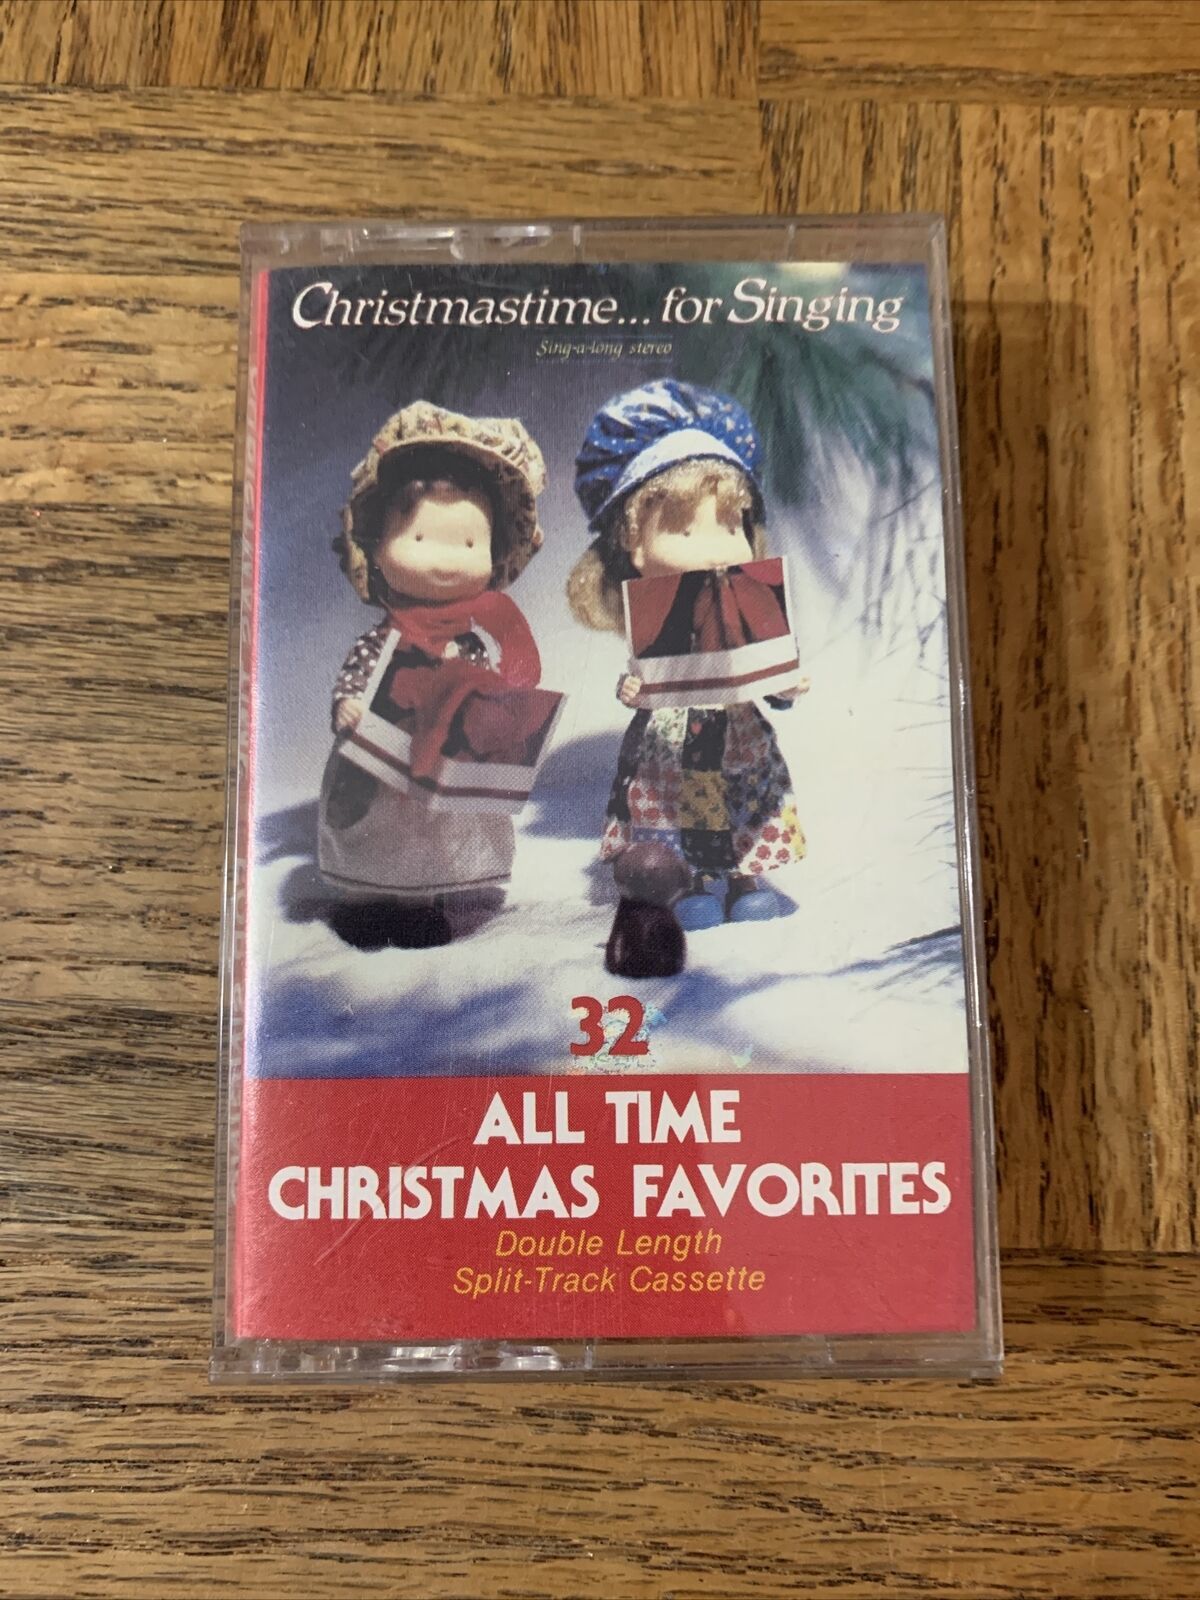 Christmastime... for Singing
Sing-a-long stereo
32
ALL TIME
CHRISTMAS FAVORITES
Double Length
Split-Track Cassette